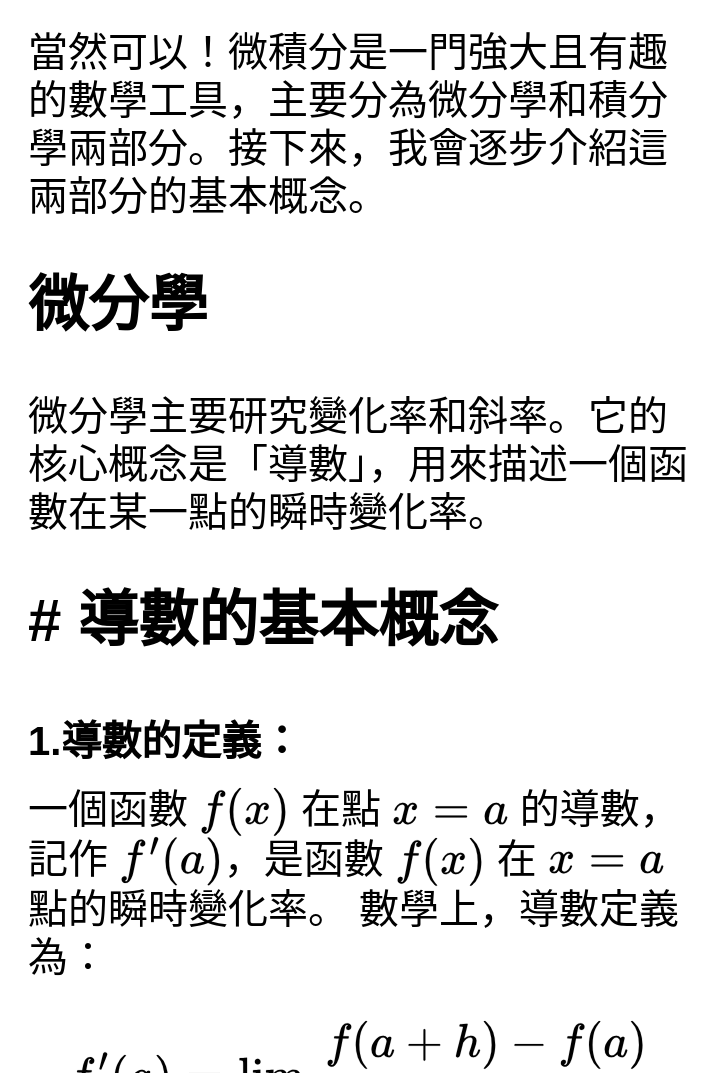 當然可以！微積分是一門強大且有趣
的數學工具，主要分為微分學和積分
學兩部分。接下來，我會逐步介紹這
兩部分的基本概念。
微分學
微分學主要研究變化率和斜率。它的
核心概念是「導數」，用來描述一個函
數在某一點的瞬時變化率。
# 導數的基本概念
1.導數的定義：
一個函數 f(x) 在點 x = a 的導數，
記作 f′(a)，是函數 f(x) 在 x = a
點的瞬時變化率。 數學上，導數定義
為：
f′(a) = lim f(a + h) − f(a)